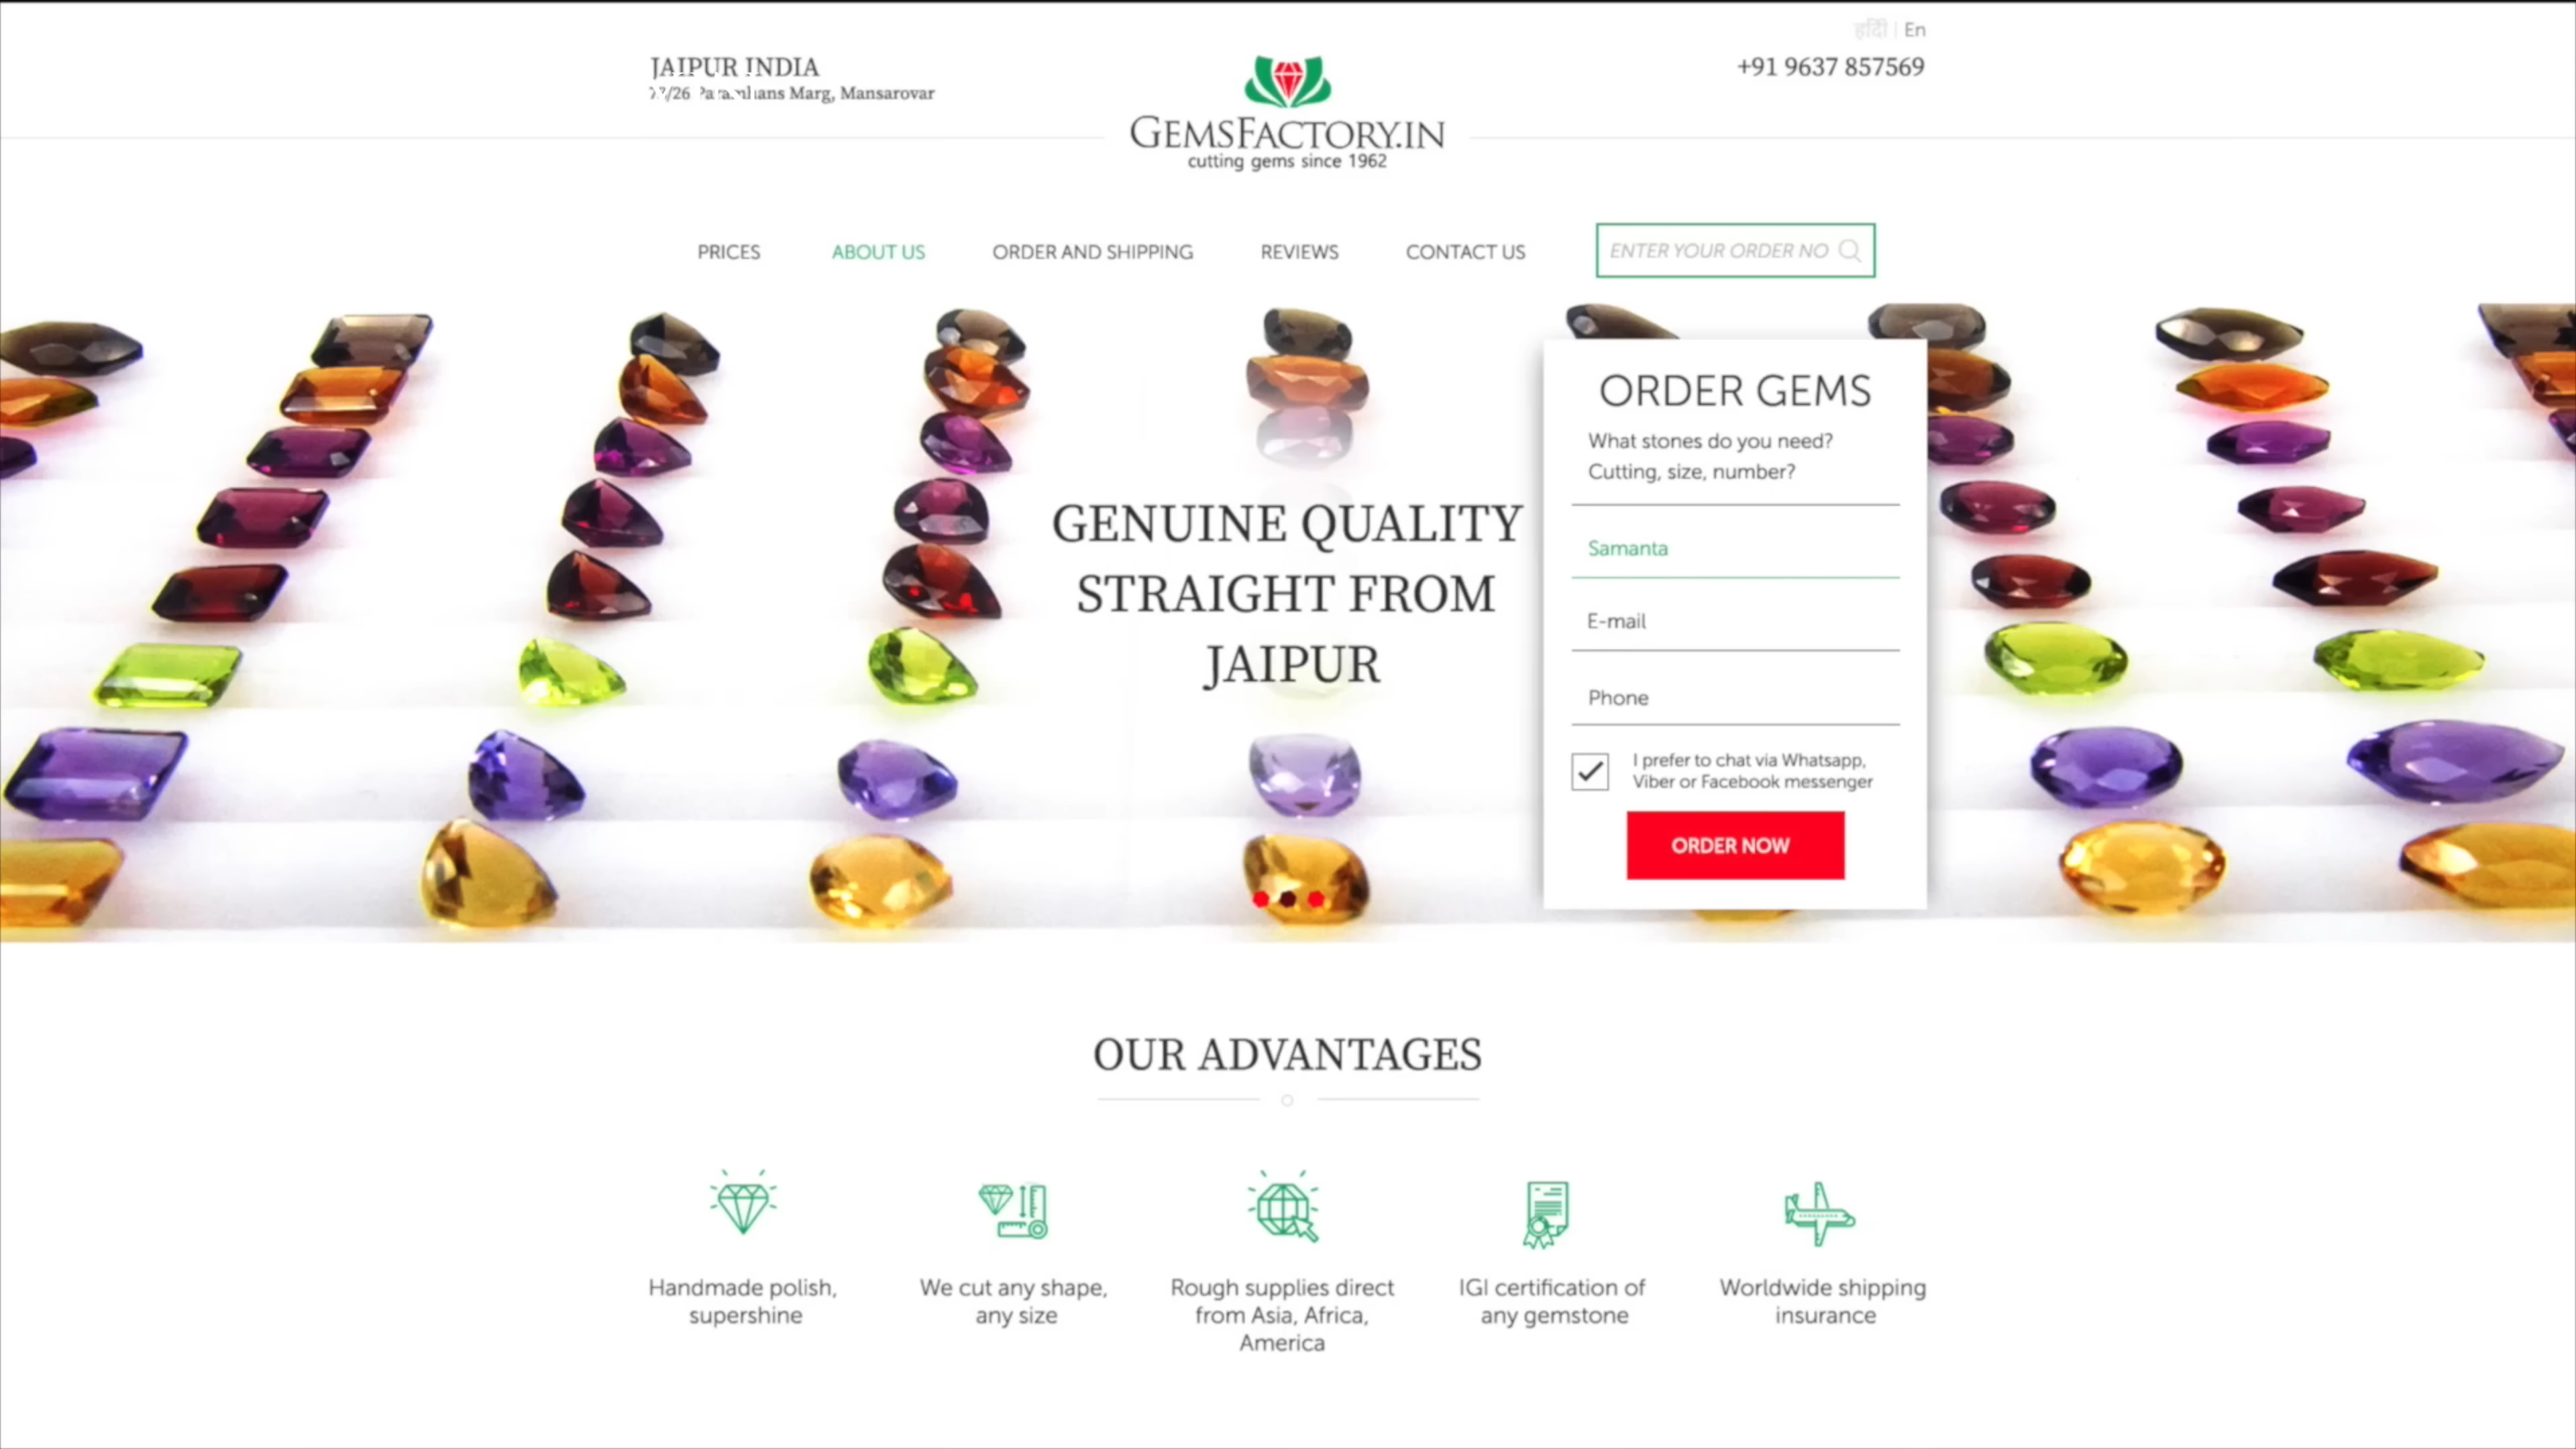 हिंदी | En
JAIPUR INDIA
+91 9637 857569
Marg, Mansarovar
GEMSFACTORY.IN
cutting gems since 1962
PRICES
ABOUT US
ORDER AND SHIPPING
REVIEWS
CONTACT US
ENTER YOUR ORDER NO
GENUINE QUALITY
STRAIGHT FROM
JAIPUR
ORDER GEMS
What stones do you need?
Cutting, size, number?
Samanta
E-mail
Phone
I prefer to chat via Whatsapp,
Viber or Facebook messenger
ORDER NOW
OUR ADVANTAGES
Handmade polish,
supershine
We cut any shape,
any size
Rough supplies direct
from Asia, Africa,
America
IGI certification of
any gemstone
Worldwide shipping
insurance